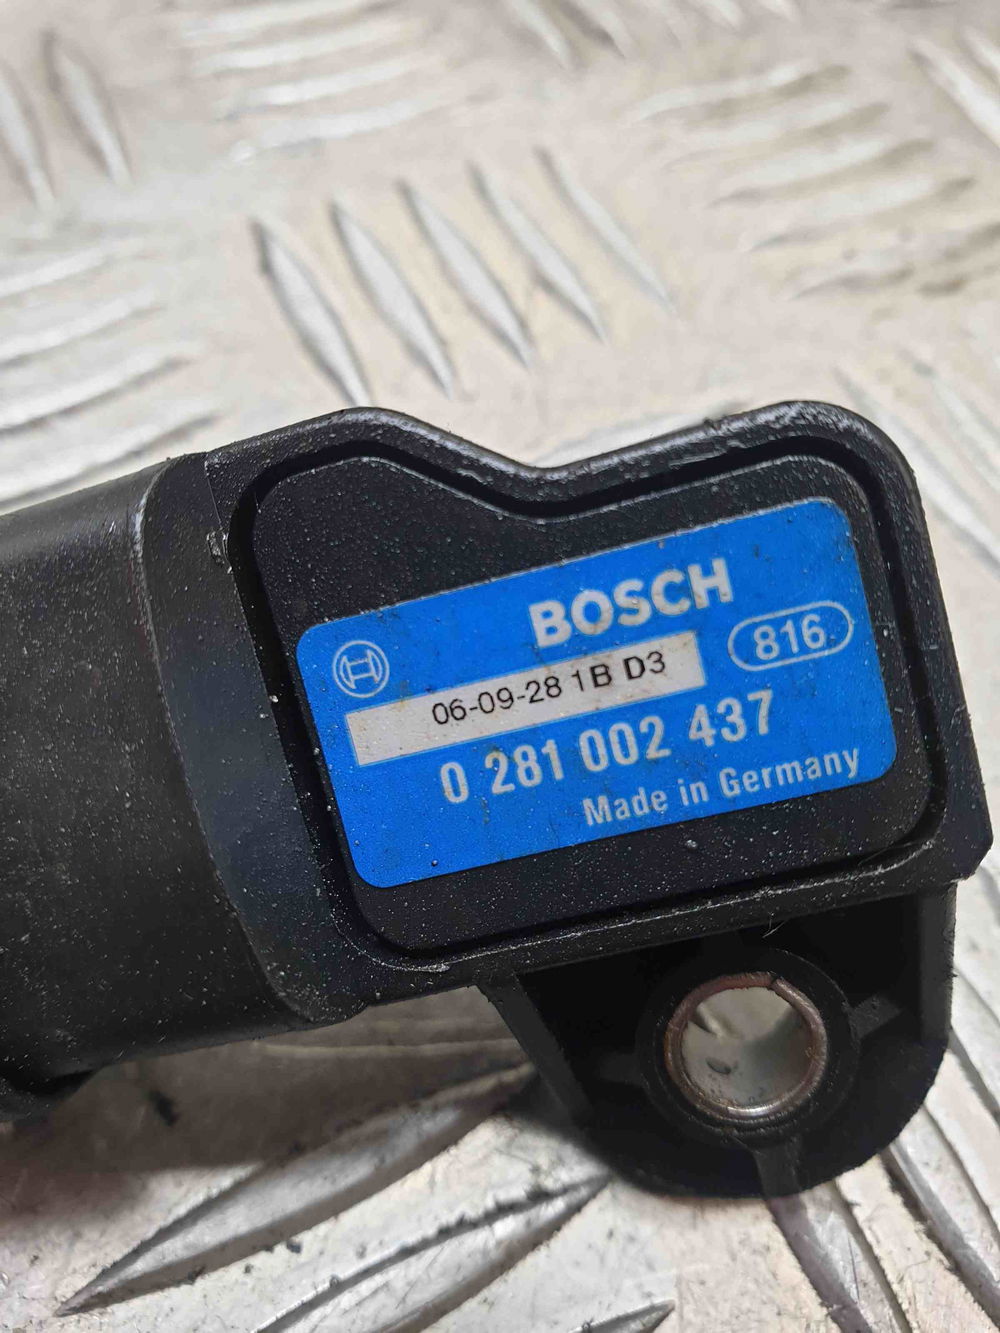 BOSCH
816
06-09-28 1B D3
0 281 002 437
Made in Germany